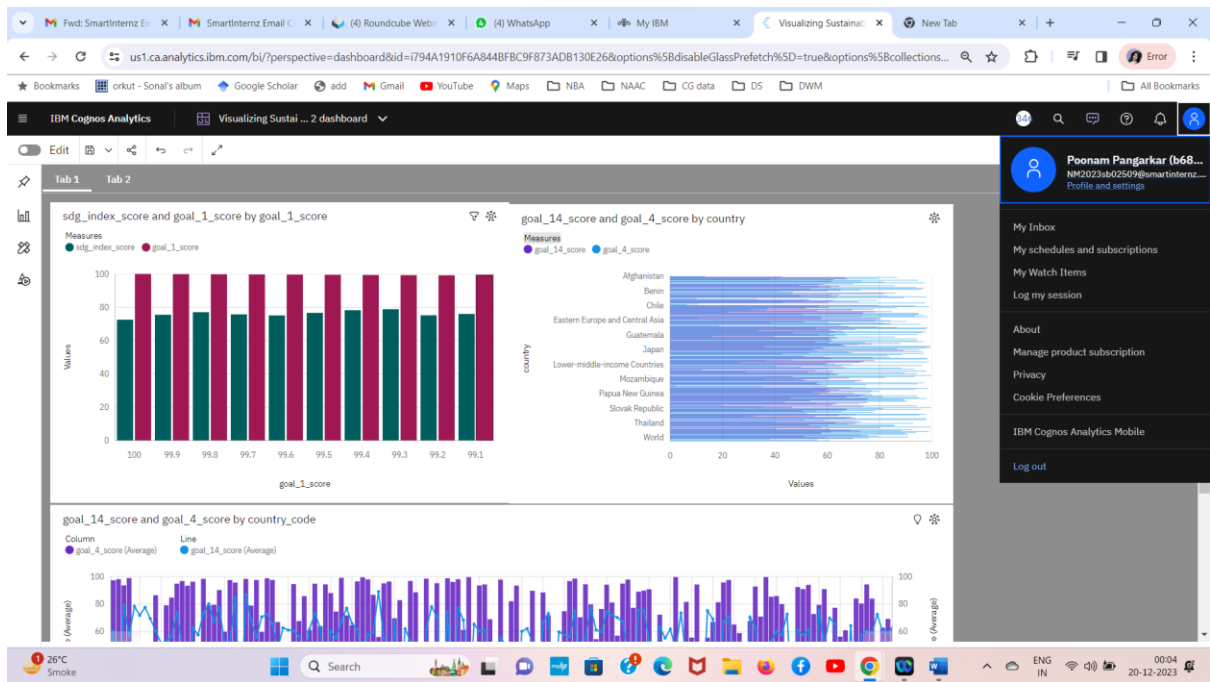 Fwd: SmartInternz En
SmartInternz Email C
(4) Roundcube Webm
(4) WhatsApp
My IBM
Visualizing Sustainab
New Tab
us1.ca.analytics.ibm.com/bi/?perspective=dashboard&id=i794A1910F6A844BFBC9F873ADB130E26&options%5BdisableGlassPrefetch%5D=true&options%5Bcollections...
Error
Bookmarks
orkut - Sonal's album
Google Scholar
add
Gmail
YouTube
Maps
NBA
NAAC
CG data
DS
DWM
All Bookmarks
IBM Cognos Analytics
Visualizing Sustai ... 2 dashboard
Edit
Tab 1
Tab 2
sdg_index_score and goal_1_score by goal_1_score
Measures
sdg_index_score
goal_1_score
100
80
60
40
20
0
Values
100 99.9 99.8 99.7 99.6 99.5 99.4 99.3 99.2 99.1
goal_1_score
goal_14_score and goal_4_score by country
Measures
goal_14_score
goal_4_score
Afghanistan
Benin
Chile
Eastern Europe and Central Asia
Guatemala
Japan
Lower-middle-income Countries
Mozambique
Papua New Guinea
Slovak Republic
Thailand
World
country
0 20 40 60 80 100
Values
goal_14_score and goal_4_score by country_code
Column
goal_4_score (Average)
Line
goal_14_score (Average)
100
80
60
e (Average)
100
80
60
e (Average)
Poonam Pangarkar (b68...
NM2023sb02509@smartinternz....
Profile and settings
My Inbox
My schedules and subscriptions
My Watch Items
Log my session
About
Manage product subscription
Privacy
Cookie Preferences
IBM Cognos Analytics Mobile
Log out
1
26°C
Smoke
Search
ENG
IN
00:04
20-12-2023